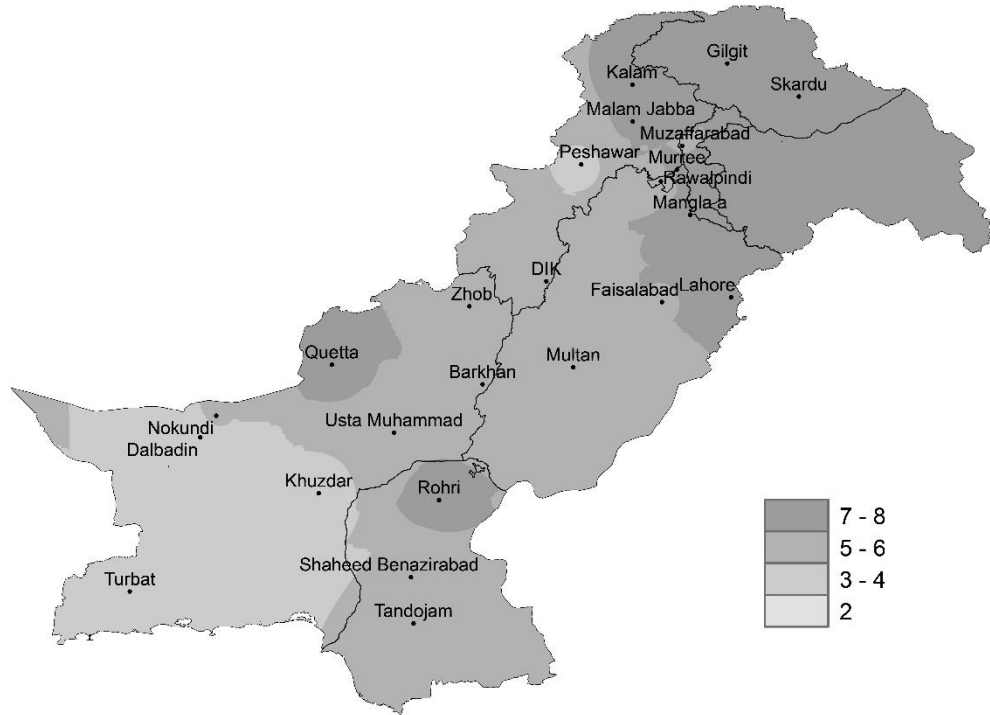 Gilgit
Kalam
Skardu
Malam Jabba
Muzaffarabad
Peshawar
Murree
Rawalpindi
Mangla a
DIK
Zhob
Faisalabad
Lahore
Quetta
Multan
Barkhan
Nokundi
Usta Muhammad
Dalbadin
Khuzdar
Rohri
Shaheed Benazirabad
Turbat
Tandojam
7 - 8
5 - 6
3 - 4
2